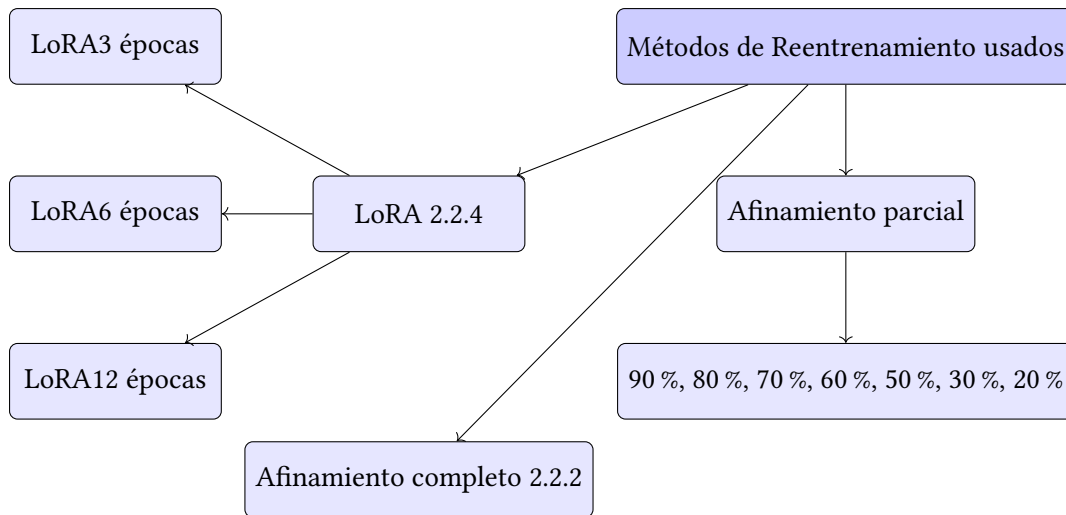 LoRA3 épocas
Métodos de Reentrenamiento usados
LoRA6 épocas
LoRA 2.2.4
Afinamiento parcial
LoRA12 épocas
90 %, 80 %, 70 %, 60 %, 50 %, 30 %, 20 %
Afinamiento completo 2.2.2